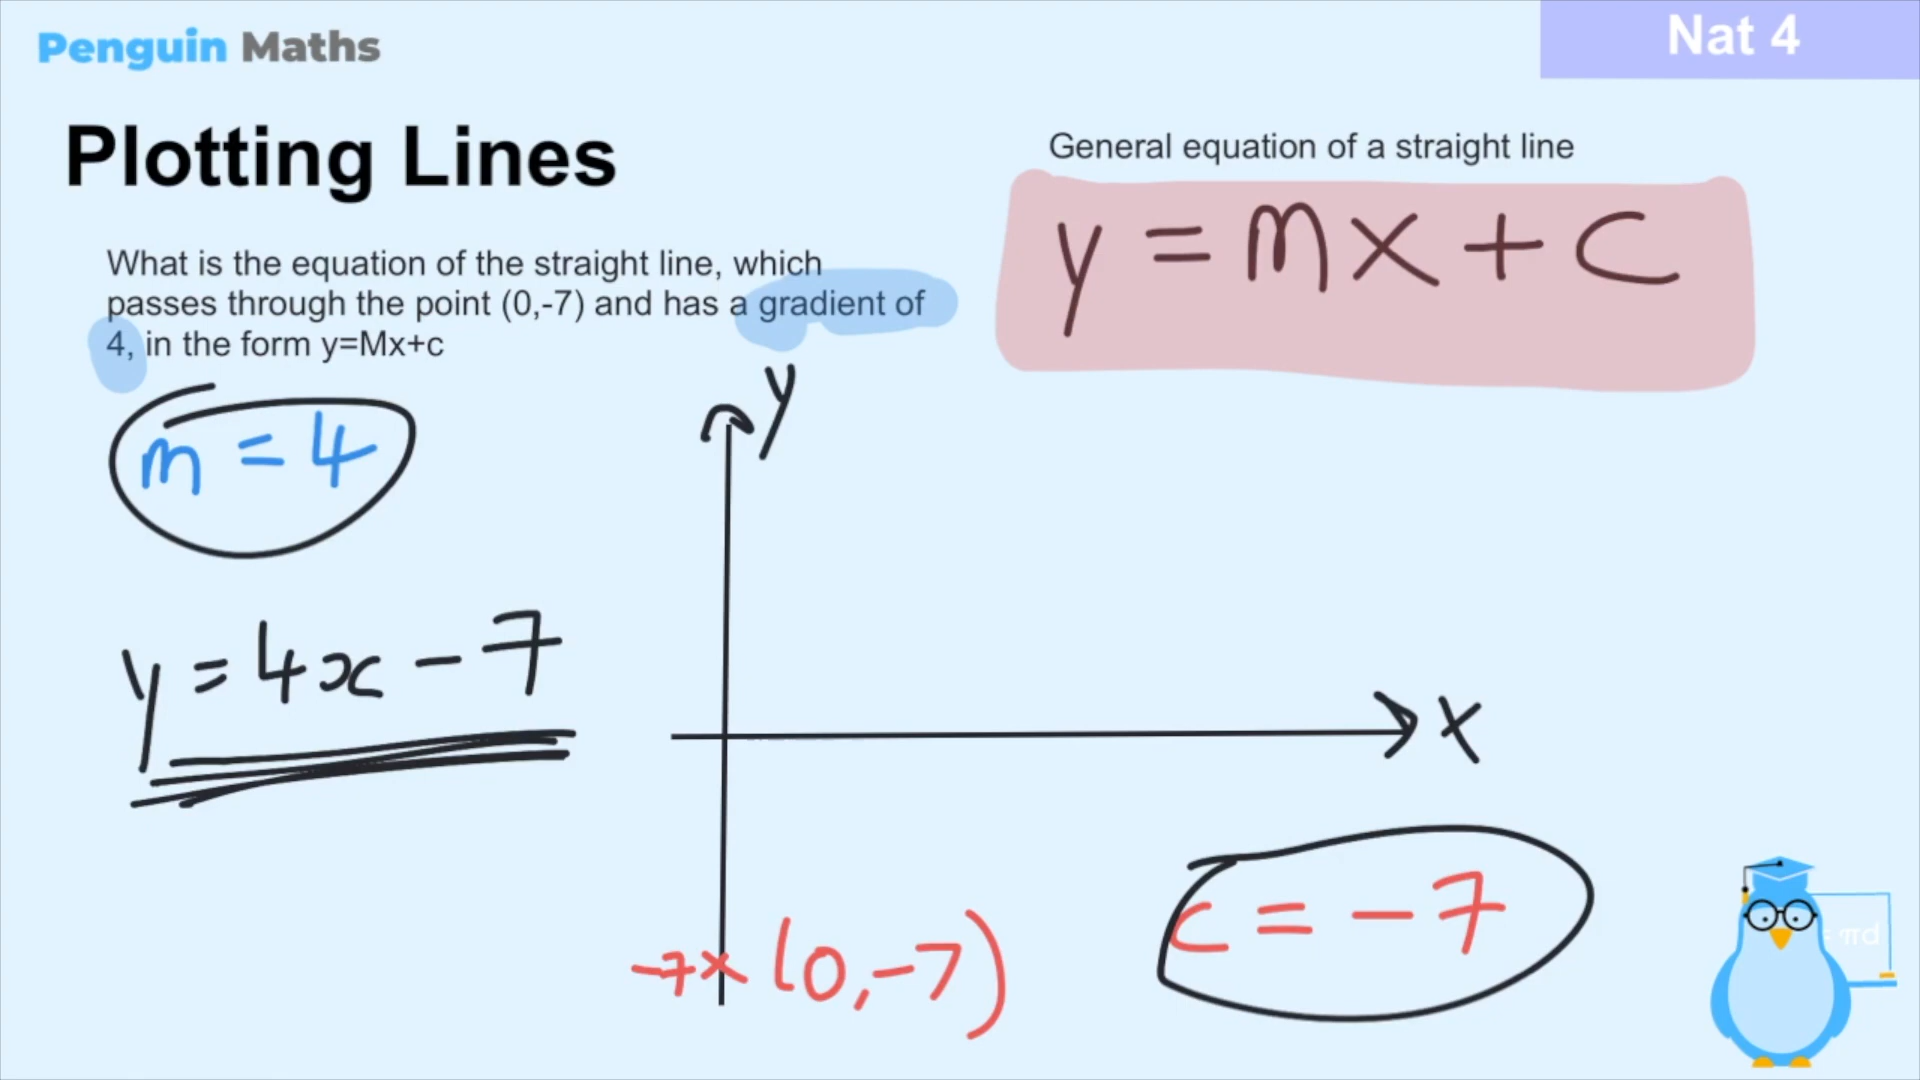 Penguin Maths
Nat 4
Plotting Lines
General equation of a straight line
y = mx + c
What is the equation of the straight line, which
passes through the point (0,-7) and has a gradient of
4, in the form y=Mx+c
m = 4
y
y = 4x - 7
x
c = -7
-7 x (0, -7)
= πd